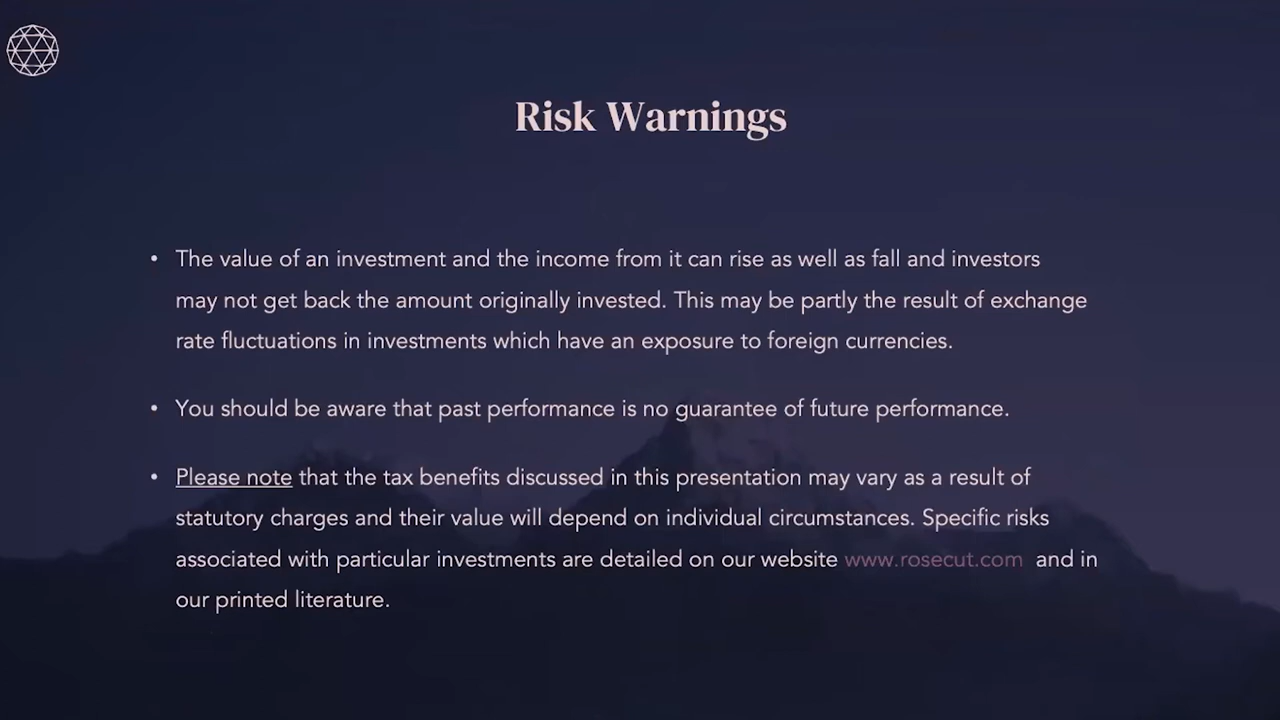 Risk Warnings
• The value of an investment and the income from it can rise as well as fall and investors
may not get back the amount originally invested. This may be partly the result of exchange
rate fluctuations in investments which have an exposure to foreign currencies.
• You should be aware that past performance is no guarantee of future performance.
• Please note that the tax benefits discussed in this presentation may vary as a result of
statutory charges and their value will depend on individual circumstances. Specific risks
associated with particular investments are detailed on our website www.rosecut.com and in
our printed literature.